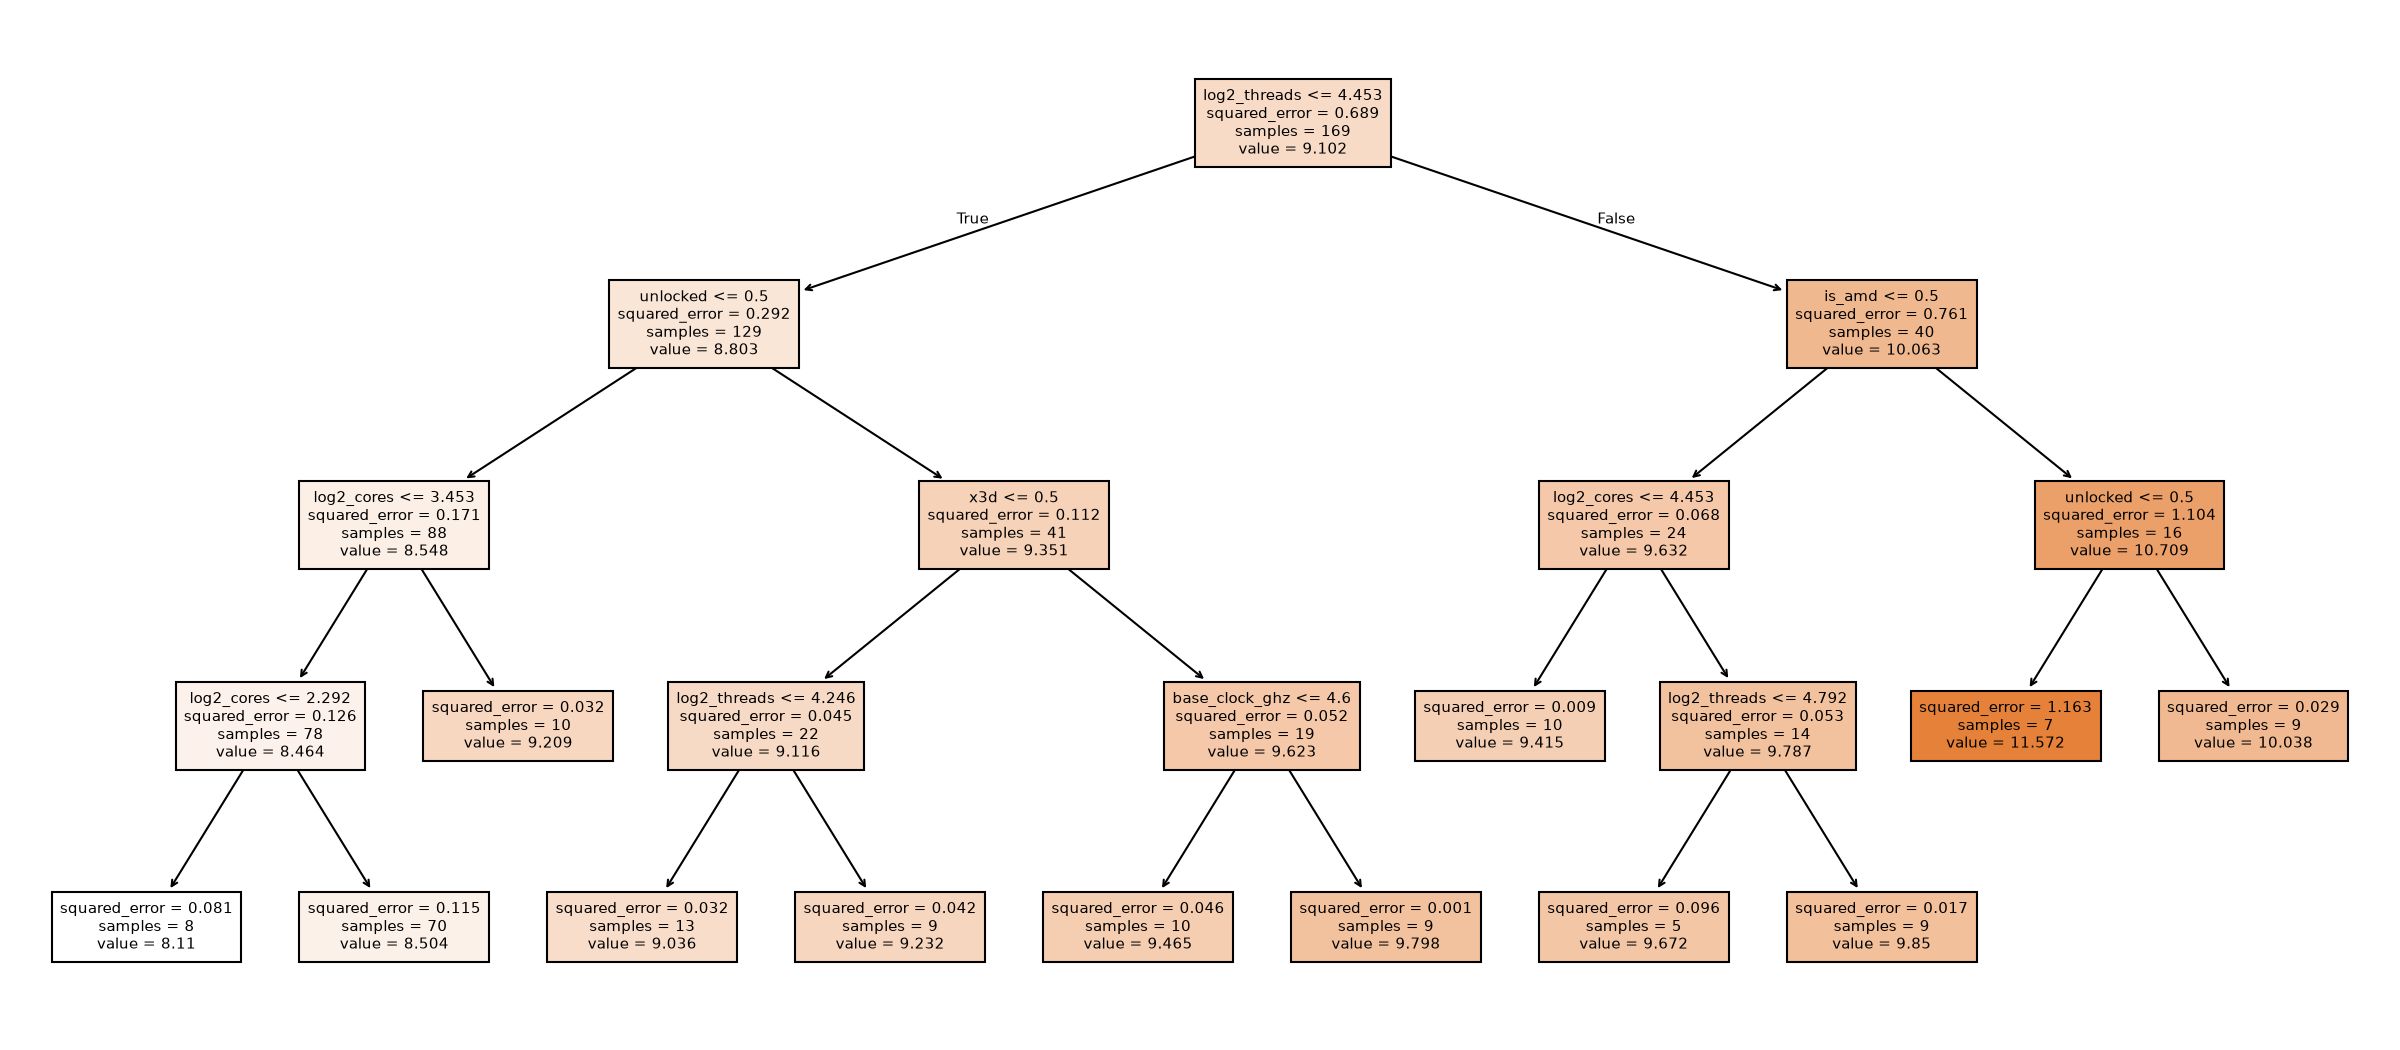 log2_threads <= 4.453
squared_error = 0.689
samples = 169
value = 9.102
True
False
unlocked <= 0.5
squared_error = 0.292
samples = 129
value = 8.803
is_amd <= 0.5
squared_error = 0.761
samples = 40
value = 10.063
log2_cores <= 3.453
squared_error = 0.171
samples = 88
value = 8.548
x3d <= 0.5
squared_error = 0.112
samples = 41
value = 9.351
log2_cores <= 4.453
squared_error = 0.068
samples = 24
value = 9.632
unlocked <= 0.5
squared_error = 1.104
samples = 16
value = 10.709
log2_cores <= 2.292
squared_error = 0.126
samples = 78
value = 8.464
squared_error = 0.032
samples = 10
value = 9.209
log2_threads <= 4.246
squared_error = 0.045
samples = 22
value = 9.116
base_clock_ghz <= 4.6
squared_error = 0.052
samples = 19
value = 9.623
squared_error = 0.009
samples = 10
value = 9.415
log2_threads <= 4.792
squared_error = 0.053
samples = 14
value = 9.787
squared_error = 1.163
samples = 7
value = 11.572
squared_error = 0.029
samples = 9
value = 10.038
squared_error = 0.081
samples = 8
value = 8.11
squared_error = 0.115
samples = 70
value = 8.504
squared_error = 0.032
samples = 13
value = 9.036
squared_error = 0.042
samples = 9
value = 9.232
squared_error = 0.046
samples = 10
value = 9.465
squared_error = 0.001
samples = 9
value = 9.798
squared_error = 0.096
samples = 5
value = 9.672
squared_error = 0.017
samples = 9
value = 9.85